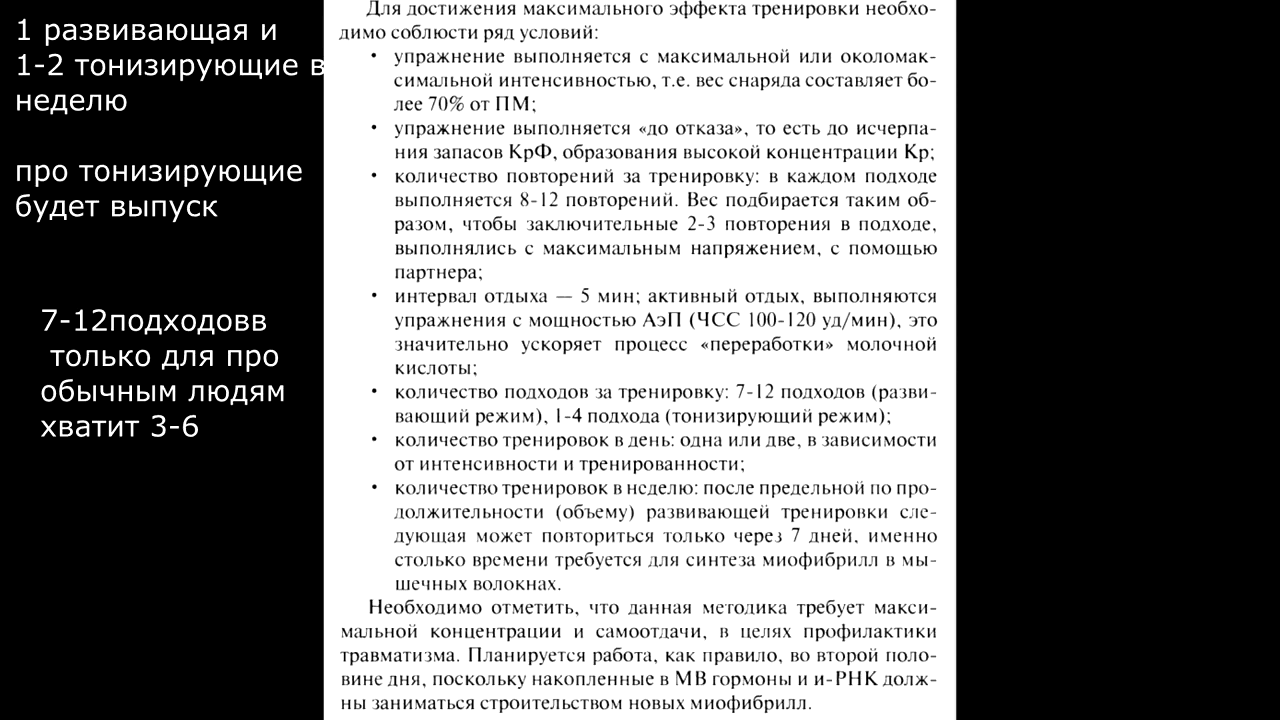 1 развивающая и
1-2 тонизирующие в
неделю
про тонизирующие
будет выпуск
7-12подходовв
только для про
обычным людям
хватит 3-6
Для достижения максимального эффекта тренировки необхо-
димо соблюсти ряд условий:
• упражнение выполняется с максимальной или околомак-
симальной интенсивностью, т.е. вес снаряда составляет бо-
лее 70% от ПМ;
• упражнение выполняется «до отказа», то есть до исчерпа-
ния запасов КрФ, образования высокой концентрации Кр;
• количество повторений за тренировку: в каждом подходе
выполняется 8-12 повторений. Вес подбирается таким об-
разом, чтобы заключительные 2-3 повторения в подходе,
выполнялись с максимальным напряжением, с помощью
партнера;
• интервал отдыха — 5 мин; активный отдых, выполняются
упражнения с мощностью АэП (ЧСС 100-120 уд/мин), это
значительно ускоряет процесс «переработки» молочной
кислоты;
• количество подходов за тренировку: 7-12 подходов (разви-
вающий режим), 1-4 подхода (тонизирующий режим);
• количество тренировок в день: одна или две, в зависимости
от интенсивности и тренированности;
• количество тренировок в неделю: после предельной по про-
должительности (объему) развивающей тренировки сле-
дующая может повториться только через 7 дней, именно
столько времени требуется для синтеза миофибрилл в мы-
шечных волокнах.
Необходимо отметить, что данная методика требует макси-
мальной концентрации и самоотдачи, в целях профилактики
травматизма. Планируется работа, как правило, во второй поло-
вине дня, поскольку накопленные в МВ гормоны и и-РНК долж-
ны заниматься строительством новых миофибрилл.